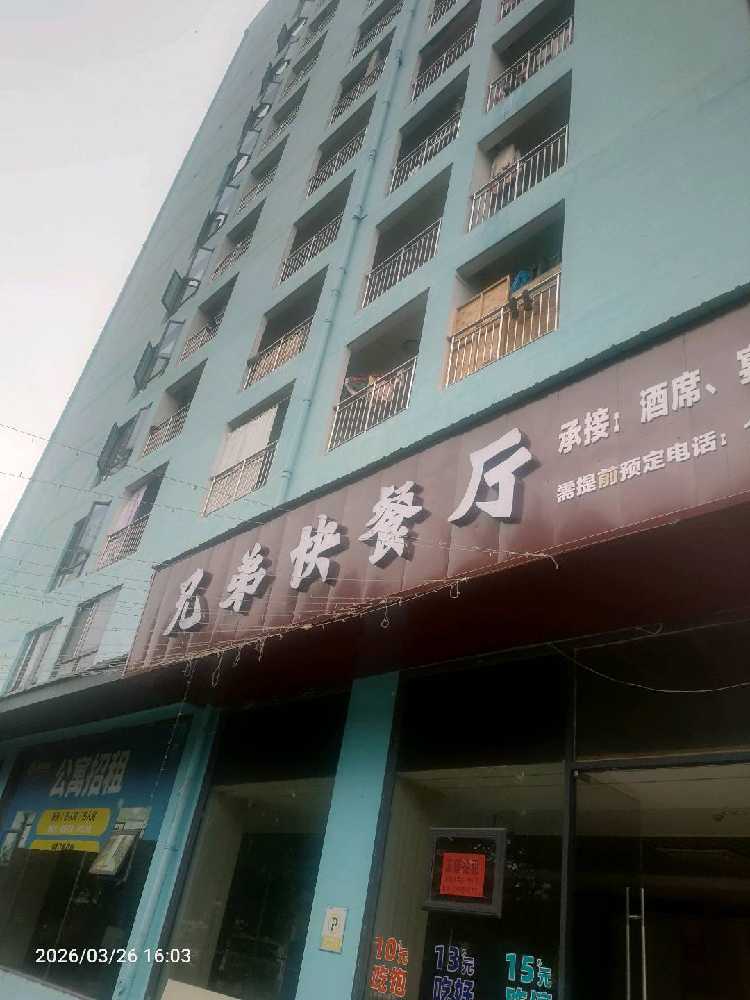 兄弟快餐厅
承接：酒席、宴
需提前预定电话：
公寓招租
P
10元
吃饱
13元
吃好
15元
2026/03/26 16:03